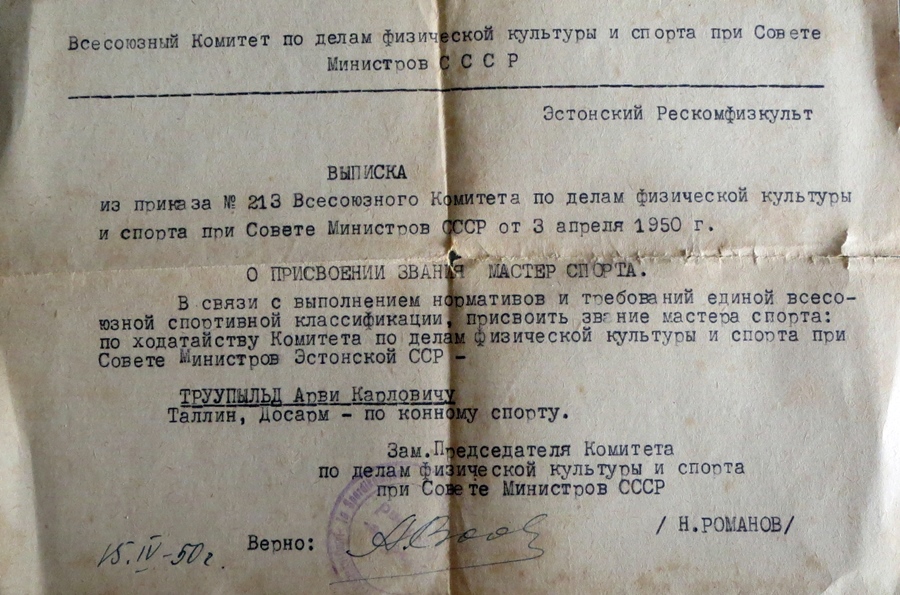 Всесоюзный Комитет по делам физической культуры и спорта при Совете
Министров С С С Р
Эстонский Рескомфизкульт
ВЫПИСКА
из приказа № 213 Всесоюзного Комитета по делам физической культуры
и спорта при Совете Министров СССР от 3 апреля 1950 г.
О ПРИСВОЕНИИ ЗВАНИЯ МАСТЕР СПОРТА.
В связи с выполнением нормативов и требований единой всесо-
юзной спортивной классификации, присвоить звание мастера спорта:
по ходатайству Комитета по делам физической культуры и спорта при
Совете Министров Эстонской ССР -
ТРУУПЫЛЬД Арви Карловичу
Таллин, Досарм - по конному спорту.
Зам.Председателя Комитета
по делам физической культуры и спорта
при Совете Министров СССР
/ Н.РОМАНОВ/
Верно:
15.IV-50г.